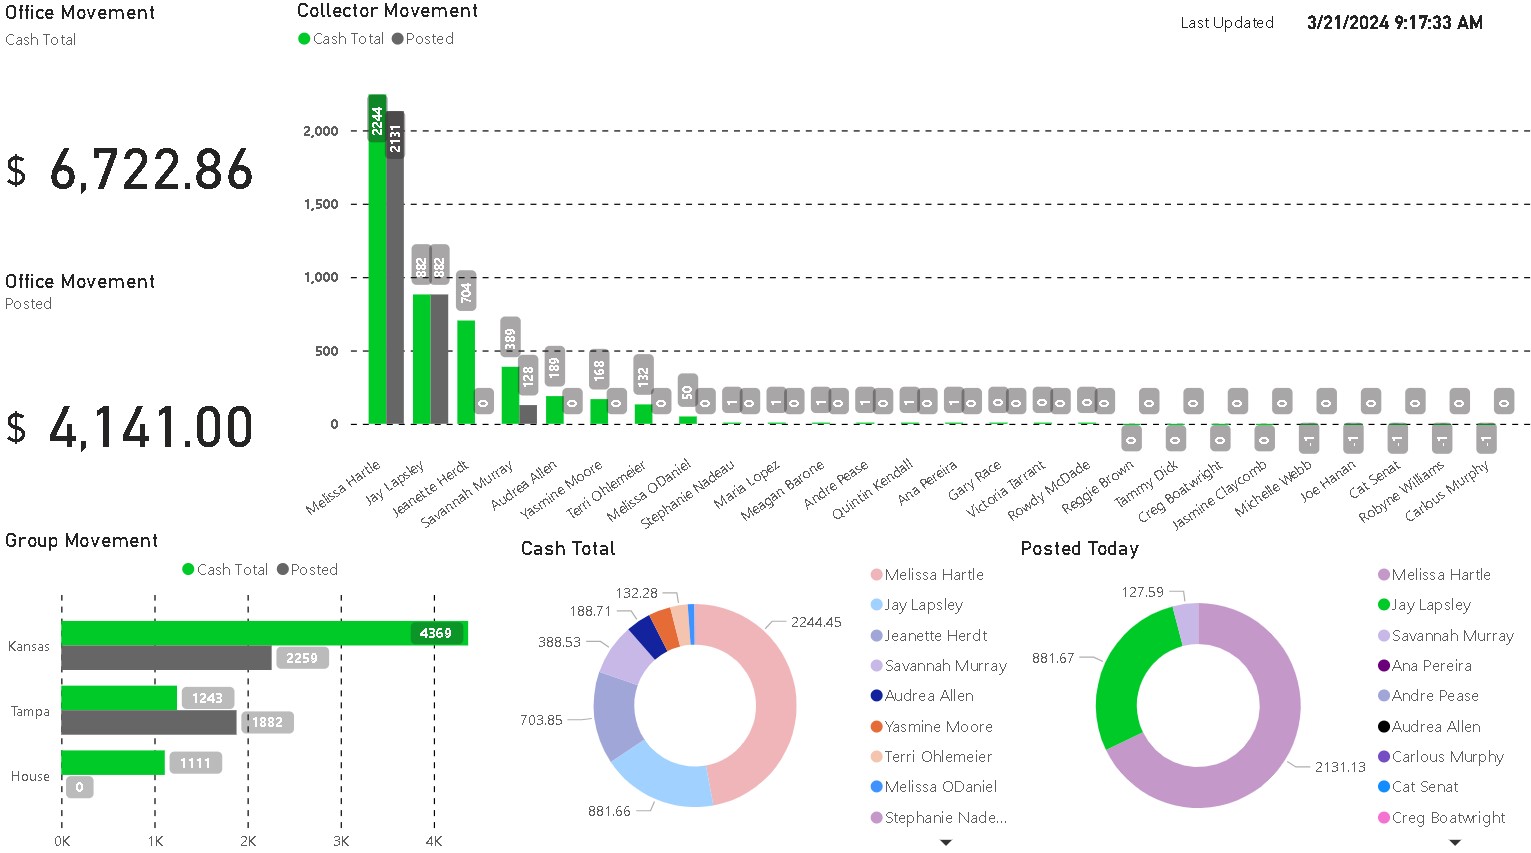 Office Movement
Cash Total
$ 6,722.86
Office Movement
Posted
$ 4,141.00
Collector Movement
Cash Total Posted
Last Updated 3/21/2024 9:17:33 AM
2,000
1,500
1,000
500
0
2244 2131
882 882
704 0
389 128
189 0
168 0
132 0
50 0
1 0
1 0
1 0
1 0
1 0
1 0
0 0
0 0
0 0
0 0
0 0
0 0
0 0
-1 0
-1 0
-1 0
-1 0
-1 0
Melissa Hartle
Jay Lapsley
Jeanette Herdt
Savannah Murray
Audrea Allen
Yasmine Moore
Terri Ohlemeier
Melissa ODaniel
Stephanie Nadeau
Maria Lopez
Meagan Barone
Andre Pease
Quintin Kendall
Ana Pereira
Gary Race
Victoria Tarrant
Rowdy McDade
Reggie Brown
Tammy Dick
Creg Boatwright
Jasmine Claycomb
Michelle Webb
Joe Hanan
Cat Senat
Robyne Williams
Carlous Murphy
Group Movement
Cash Total Posted
Kansas
4369
2259
Tampa
1243
1882
House
1111
0
0K 1K 2K 3K 4K
Cash Total
132.28
188.71
388.53
703.85
881.66
2244.45
Melissa Hartle
Jay Lapsley
Jeanette Herdt
Savannah Murray
Audrea Allen
Yasmine Moore
Terri Ohlemeier
Melissa ODaniel
Stephanie Nade...
Posted Today
127.59
881.67
2131.13
Melissa Hartle
Jay Lapsley
Savannah Murray
Ana Pereira
Andre Pease
Audrea Allen
Carlous Murphy
Cat Senat
Creg Boatwright